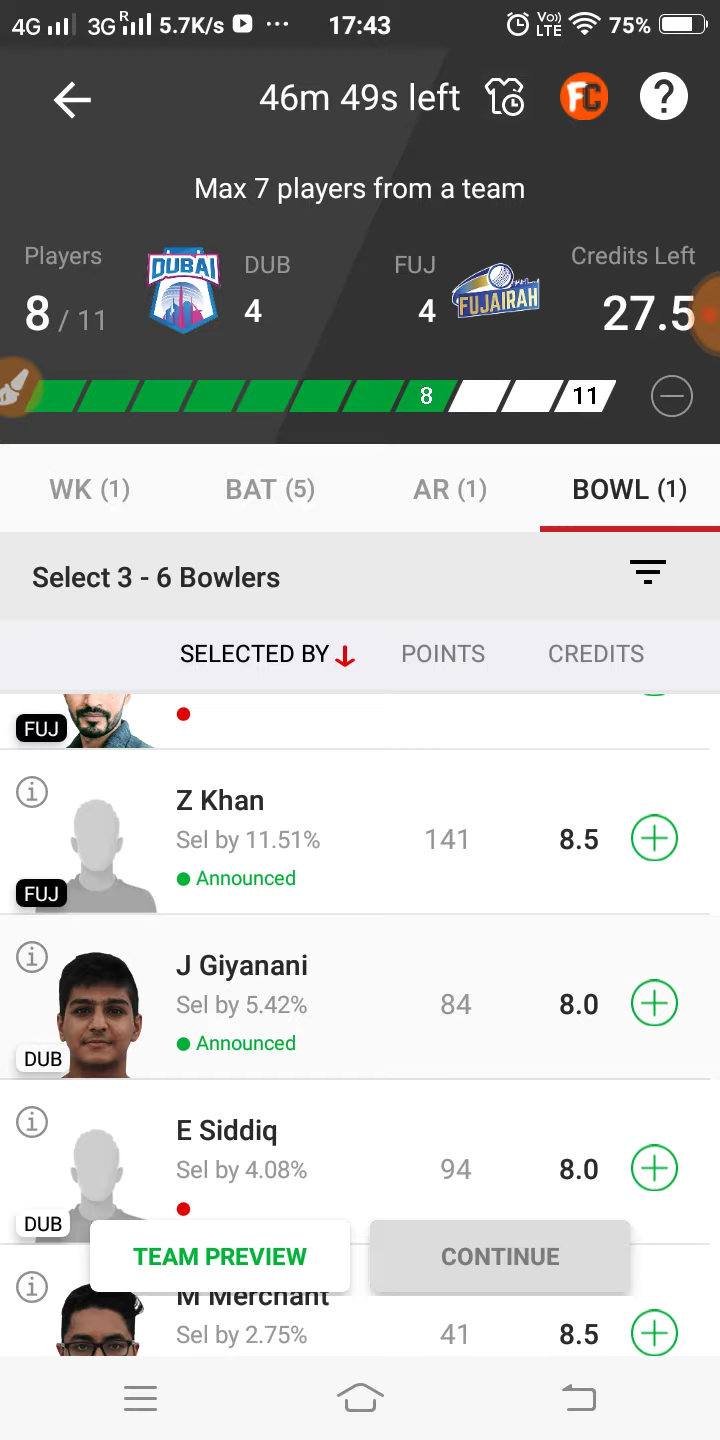 4G 3G R 5.7K/s ... 17:43 Vo)) LTE 75%
46m 49s left FC ?
Max 7 players from a team
Players DUBAI DUB FUJ FUJAIRAH Credits Left
8 / 11 4 4 27.5
8 11
WK (1) BAT (5) AR (1) BOWL (1)
Select 3 - 6 Bowlers
SELECTED BY POINTS CREDITS
FUJ
i Z Khan
Sel by 11.51% 141 8.5
FUJ Announced
i J Giyanani
Sel by 5.42% 84 8.0
DUB Announced
i E Siddiq
Sel by 4.08% 94 8.0
DUB
TEAM PREVIEW CONTINUE
i M Merchant
Sel by 2.75% 41 8.5